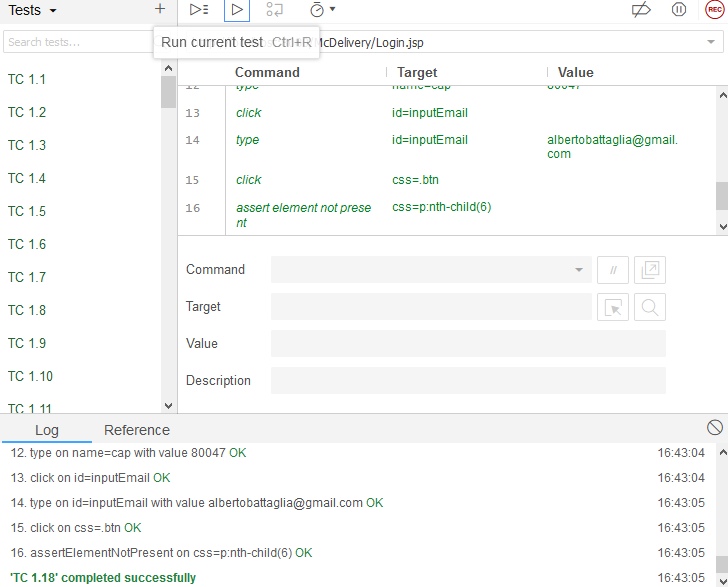 Tests
REC
Search tests...
Run current test Ctrl+R
McDelivery/Login.jsp
Command Target Value
12 type name=cap 80047
13 click id=inputEmail
14 type id=inputEmail albertobattaglia@gmail.
com
15 click css=.btn
16 assert element not prese css=p:nth-child(6)
nt
TC 1.1
TC 1.2
TC 1.3
TC 1.4
TC 1.5
TC 1.6
TC 1.7
TC 1.8
TC 1.9
TC 1.10
TC 1.11
Command
//
Target
Value
Description
Log Reference
12. type on name=cap with value 80047 OK 16:43:04
13. click on id=inputEmail OK 16:43:04
14. type on id=inputEmail with value albertobattaglia@gmail.com OK 16:43:05
15. click on css=.btn OK 16:43:05
16. assertElementNotPresent on css=p:nth-child(6) OK 16:43:05
'TC 1.18' completed successfully 16:43:05